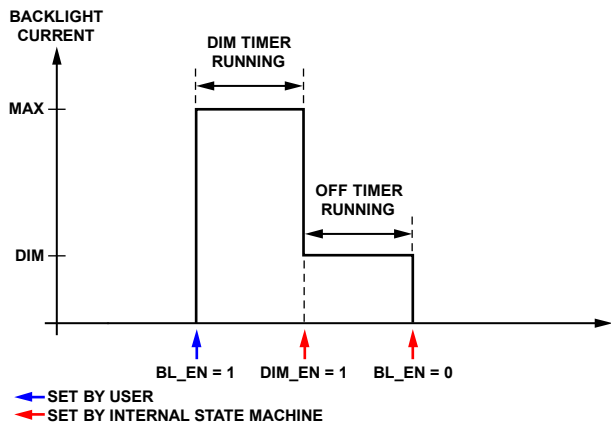 BACKLIGHT
CURRENT
DIM TIMER
RUNNING
MAX
OFF TIMER
RUNNING
DIM
BL_EN = 1 DIM_EN = 1 BL_EN = 0
SET BY USER
SET BY INTERNAL STATE MACHINE